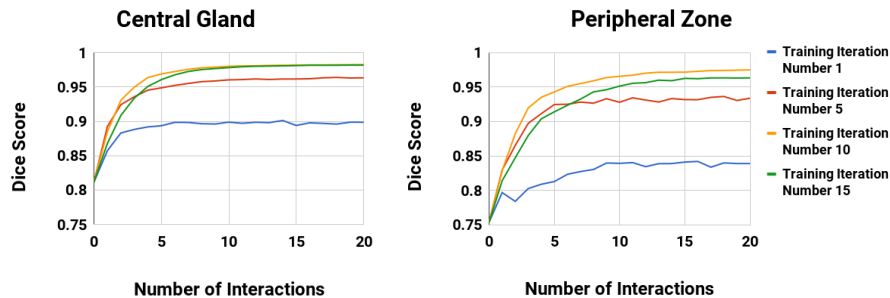 Central Gland
Peripheral Zone
Dice Score
1
0.95
0.9
0.85
0.8
0.75
0
5
10
15
20
Number of Interactions
Dice Score
1
0.95
0.9
0.85
0.8
0.75
0
5
10
15
20
Number of Interactions
Training Iteration
Number 1
Training Iteration
Number 5
Training Iteration
Number 10
Training Iteration
Number 15